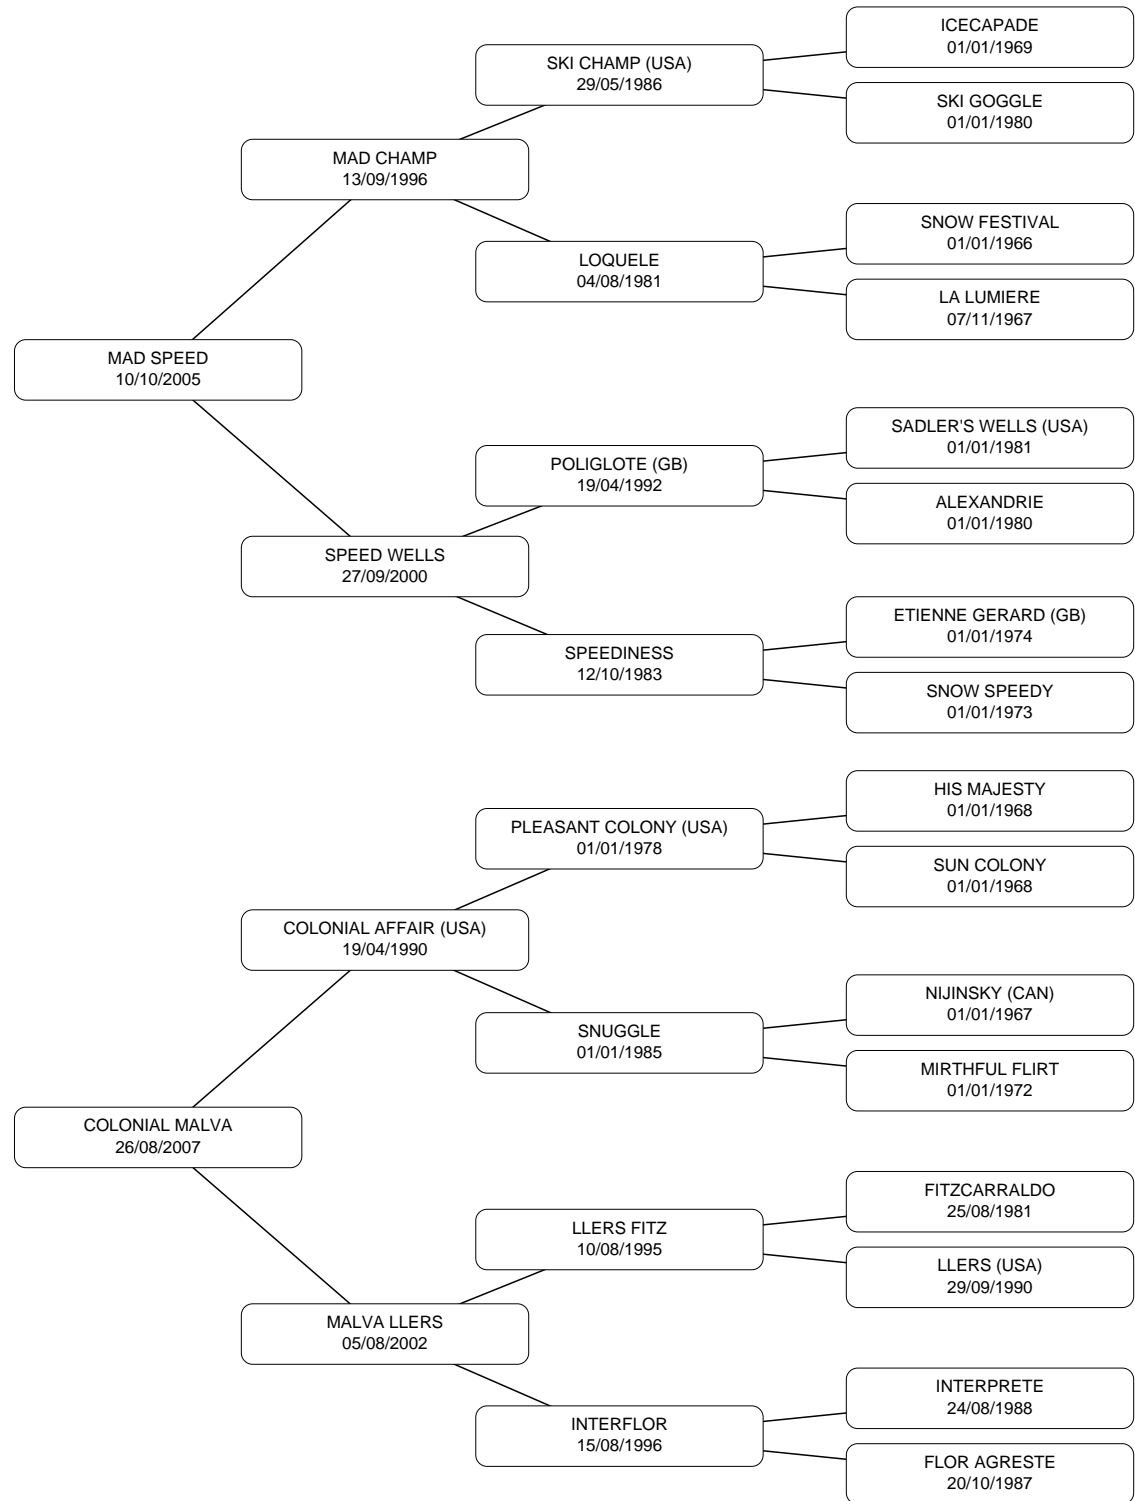 ICECAPADE
01/01/1969
SKI CHAMP (USA)
29/05/1986
SKI GOGGLE
01/01/1980
MAD CHAMP
13/09/1996
SNOW FESTIVAL
01/01/1966
LOQUELE
04/08/1981
LA LUMIERE
07/11/1967
MAD SPEED
10/10/2005
SADLER'S WELLS (USA)
01/01/1981
POLIGLOTE (GB)
19/04/1992
ALEXANDRIE
01/01/1980
SPEED WELLS
27/09/2000
ETIENNE GERARD (GB)
01/01/1974
SPEEDINESS
12/10/1983
SNOW SPEEDY
01/01/1973
HIS MAJESTY
01/01/1968
PLEASANT COLONY (USA)
01/01/1978
SUN COLONY
01/01/1968
COLONIAL AFFAIR (USA)
19/04/1990
NIJINSKY (CAN)
01/01/1967
SNUGGLE
01/01/1985
MIRTHFUL FLIRT
01/01/1972
COLONIAL MALVA
26/08/2007
FITZCARRALDO
25/08/1981
LLERS FITZ
10/08/1995
LLERS (USA)
29/09/1990
MALVA LLERS
05/08/2002
INTERPRETE
24/08/1988
INTERFLOR
15/08/1996
FLOR AGRESTE
20/10/1987